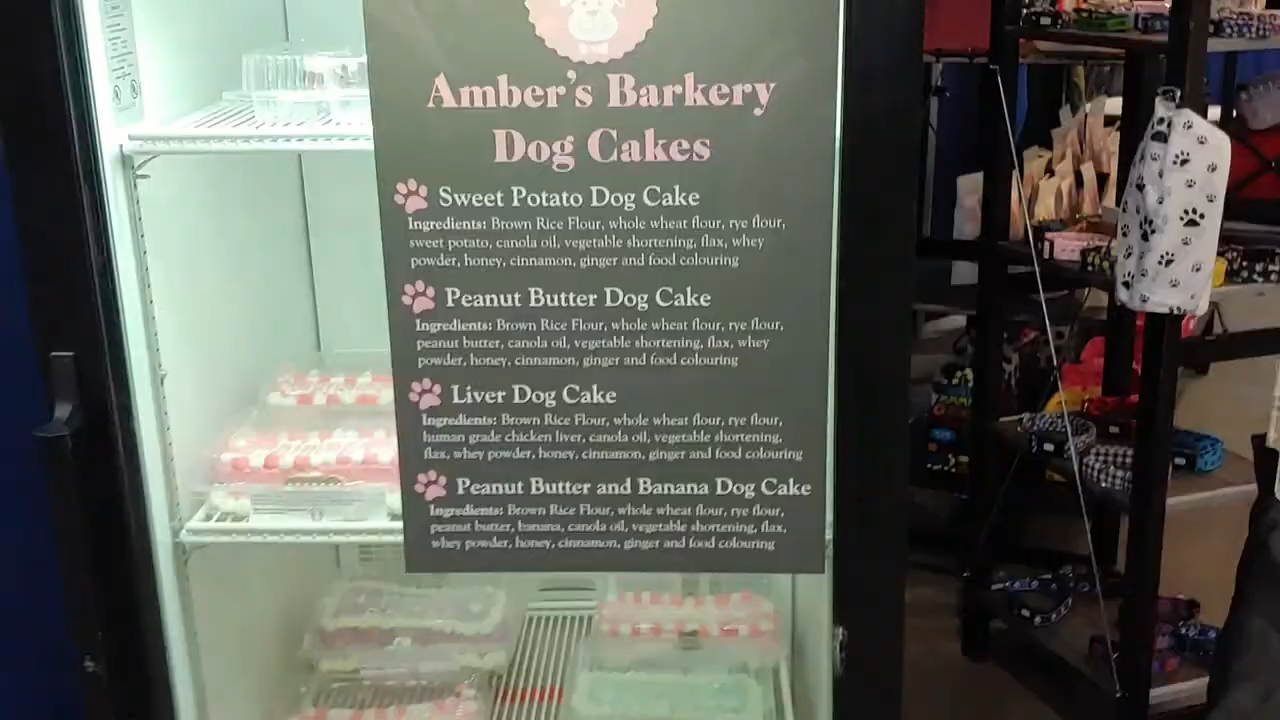 Amber's Barkery
Dog Cakes
Sweet Potato Dog Cake
Ingredients: Brown Rice Flour, whole wheat flour, rye flour,
sweet potato, canola oil, vegetable shortening, flax, whey
powder, honey, cinnamon, ginger and food colouring
Peanut Butter Dog Cake
Ingredients: Brown Rice Flour, whole wheat flour, rye flour,
peanut butter, canola oil, vegetable shortening, flax, whey
powder, honey, cinnamon, ginger and food colouring
Liver Dog Cake
Ingredients: Brown Rice Flour, whole wheat flour, rye flour,
human grade chicken liver, canola oil, vegetable shortening,
flax, whey powder, honey, cinnamon, ginger and food colouring
Peanut Butter and Banana Dog Cake
Ingredients: Brown Rice Flour, whole wheat flour, rye flour,
peanut butter, banana, canola oil, vegetable shortening, flax,
whey powder, honey, cinnamon, ginger and food colouring